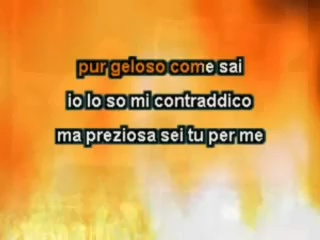 pur geloso come sai
io lo so mi contraddico
ma preziosa sei tu per me